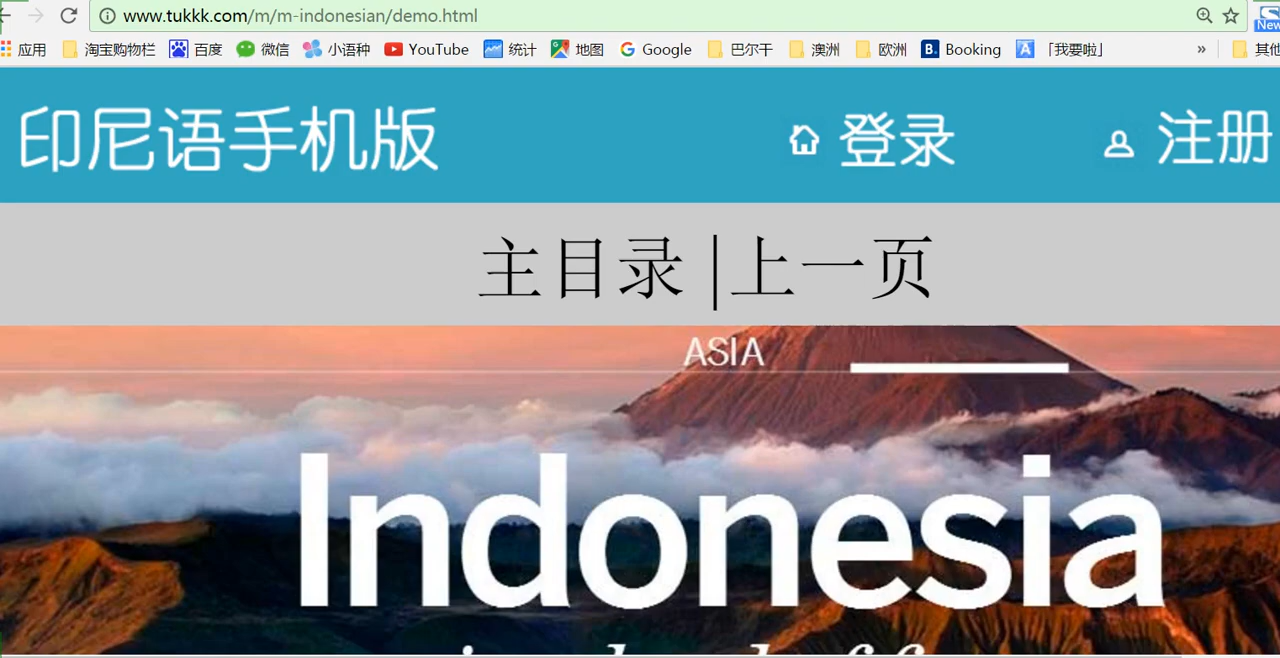 www.tukkk.com/m/m-indonesian/demo.html
应用 淘宝购物栏 百度 微信 小语种 YouTube 统计 地图 Google 巴尔干 澳洲 欧洲 Booking 「我要啦」 » 其他
New
印尼语手机版 登录 注册
主目录 |上一页
ASIA
Indonesia